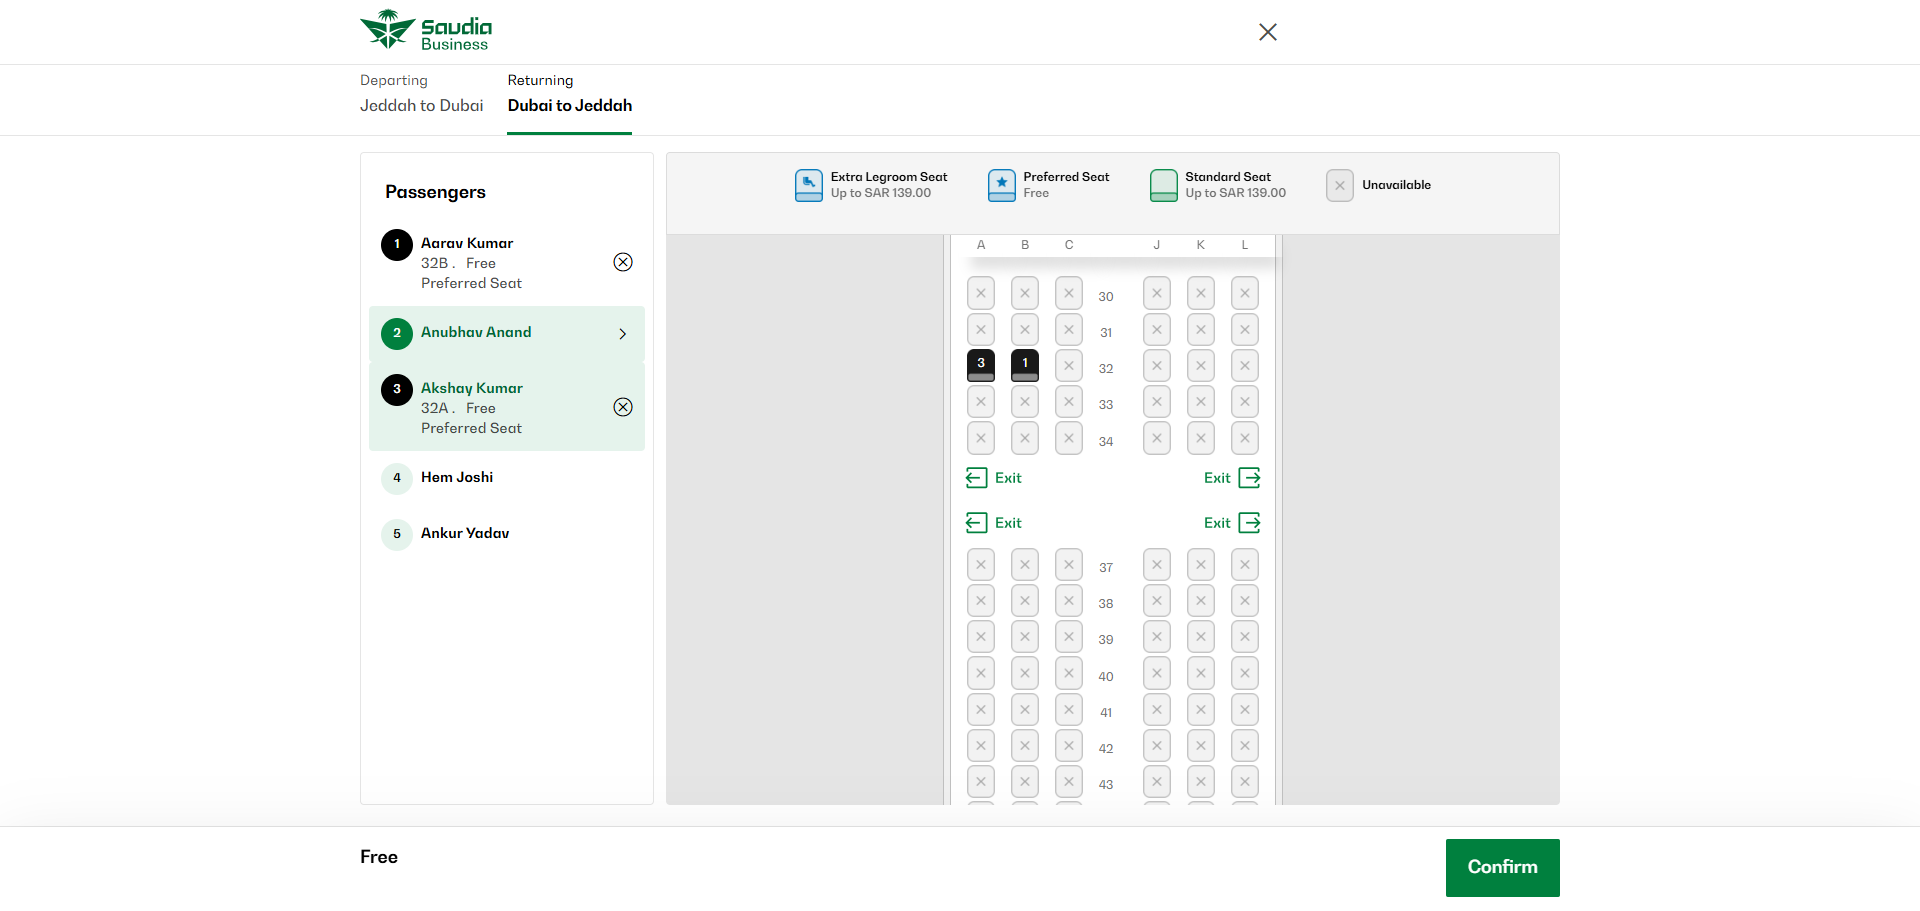 Saudia
Business
Departing
Jeddah to Dubai
Returning
Dubai to Jeddah
Passengers
1
Aarav Kumar
32B . Free
Preferred Seat
2
Anubhav Anand
3
Akshay Kumar
32A . Free
Preferred Seat
4
Hem Joshi
5
Ankur Yadav
Extra Legroom Seat
Up to SAR 139.00
Preferred Seat
Free
Standard Seat
Up to SAR 139.00
Unavailable
A B C J K L
30
31
3 1 32
33
34
Exit Exit
Exit Exit
37
38
39
40
41
42
43
Free
Confirm